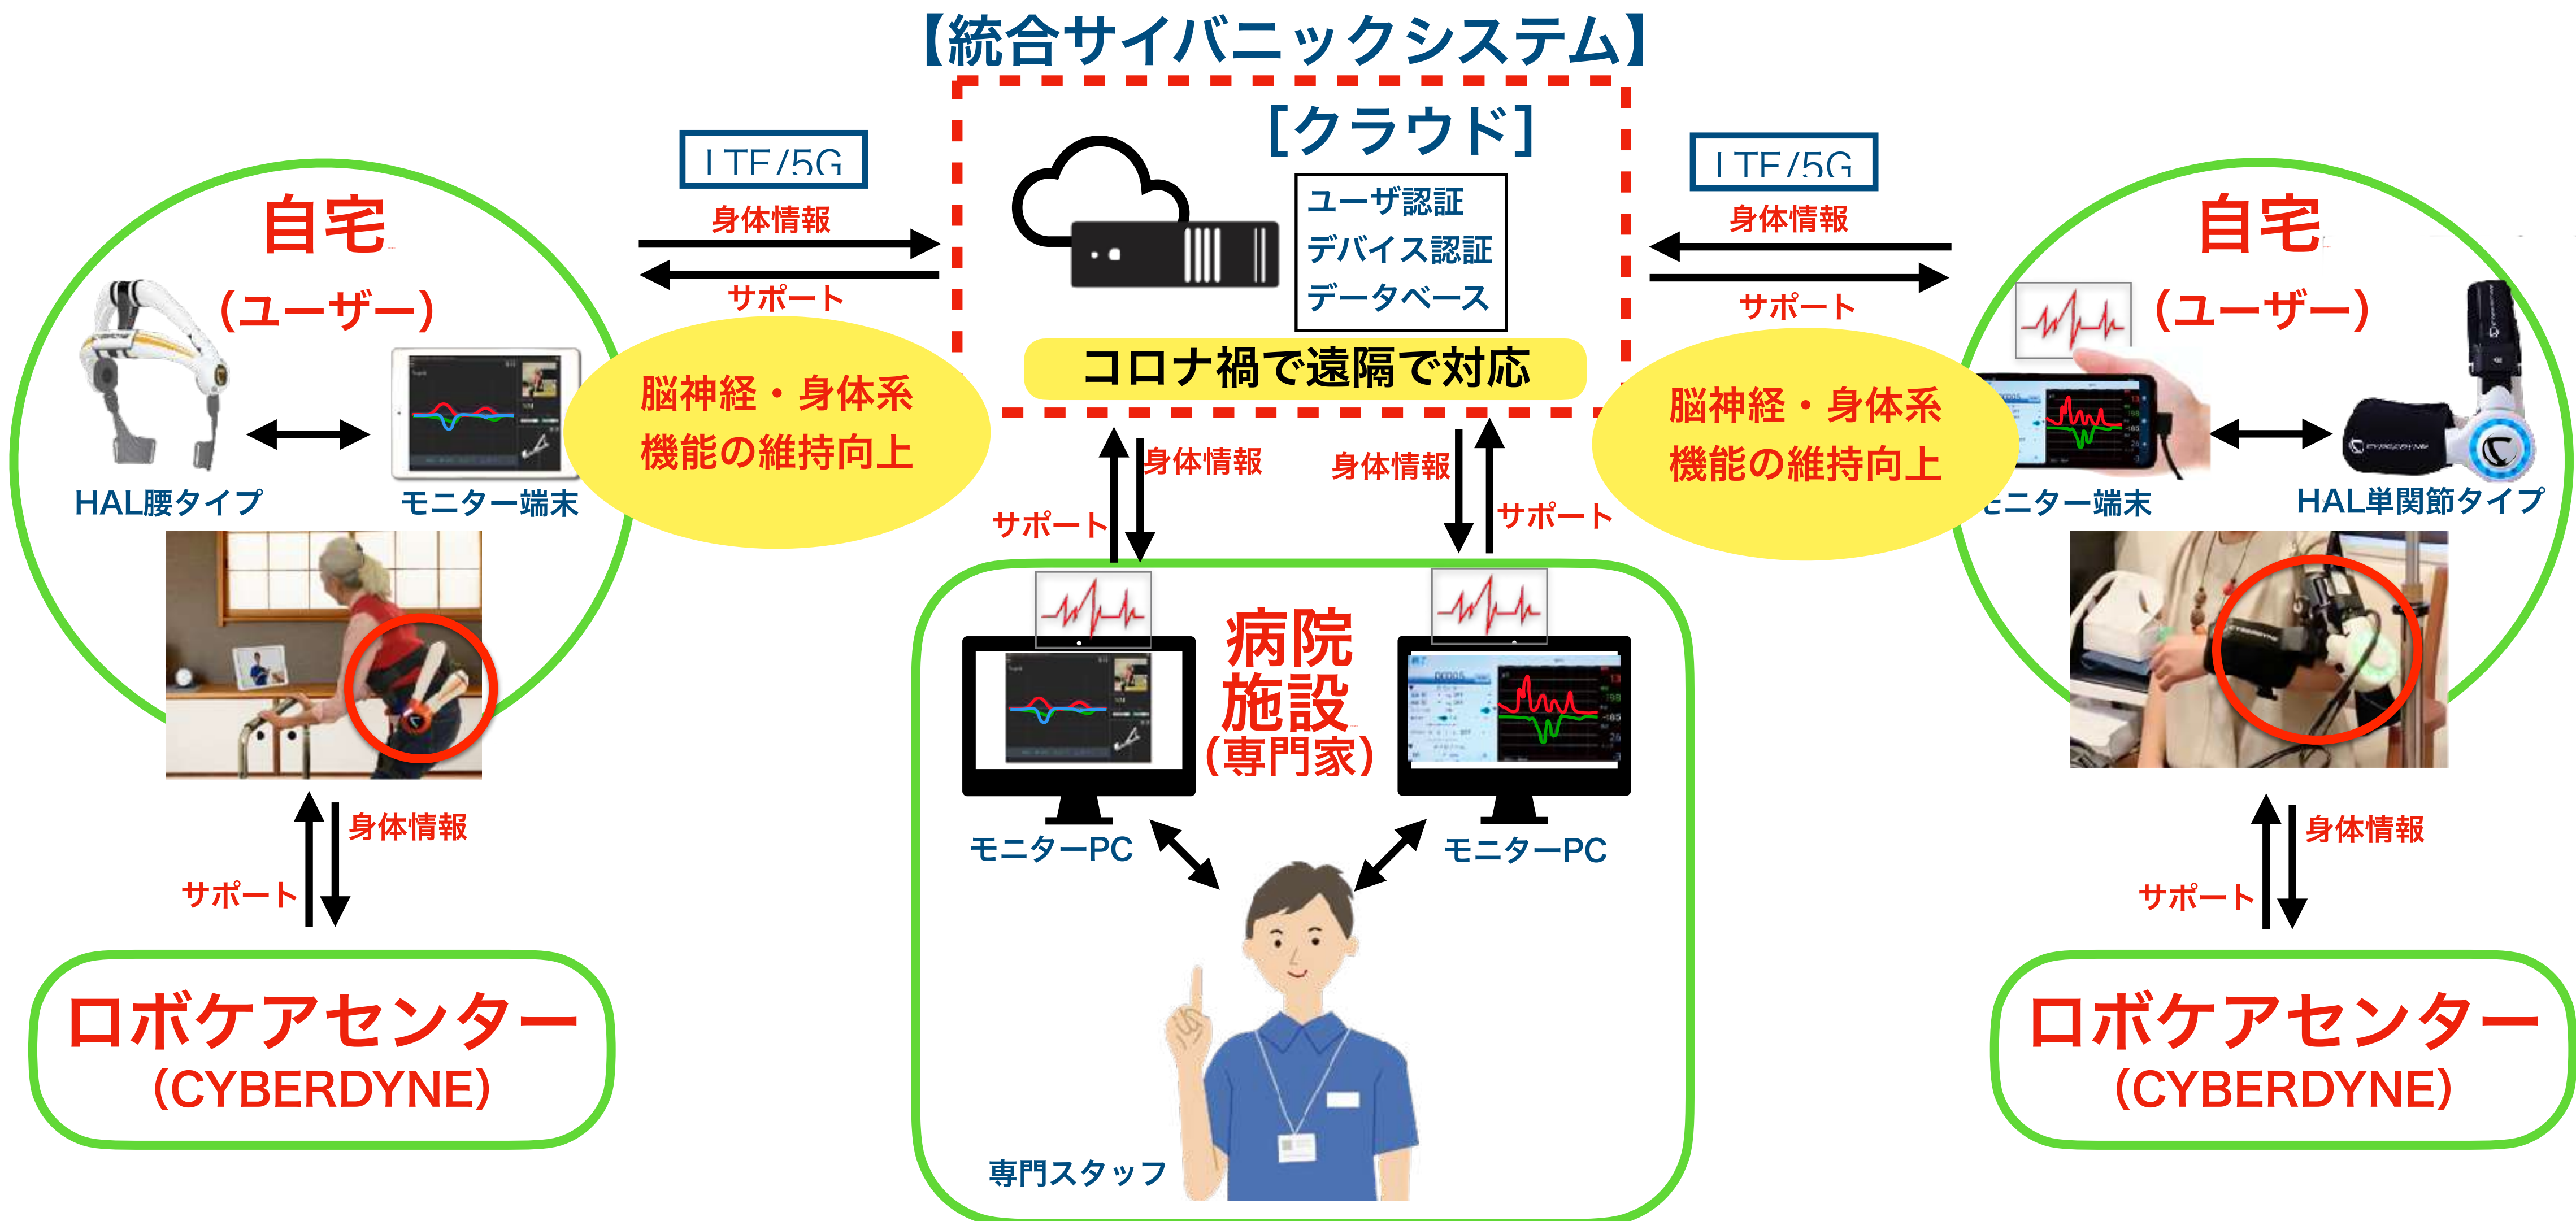 【統合サイバニックシステム】
[クラウド]
ユーザ認証
デバイス認証
データベース
コロナ禍で遠隔で対応
LTE/5G
身体情報
サポート
LTE/5G
身体情報
サポート
自宅
(ユーザー)
HAL腰タイプ
モニター端末
脳神経・身体系
機能の維持向上
自宅
(ユーザー)
モニター端末
HAL単関節タイプ
CYBERDYNE
脳神経・身体系
機能の維持向上
身体情報
サポート
身体情報
サポート
病院
施設
(専門家)
モニターPC
モニターPC
専門スタッフ
身体情報
サポート
ロボケアセンター
(CYBERDYNE)
身体情報
サポート
ロボケアセンター
(CYBERDYNE)